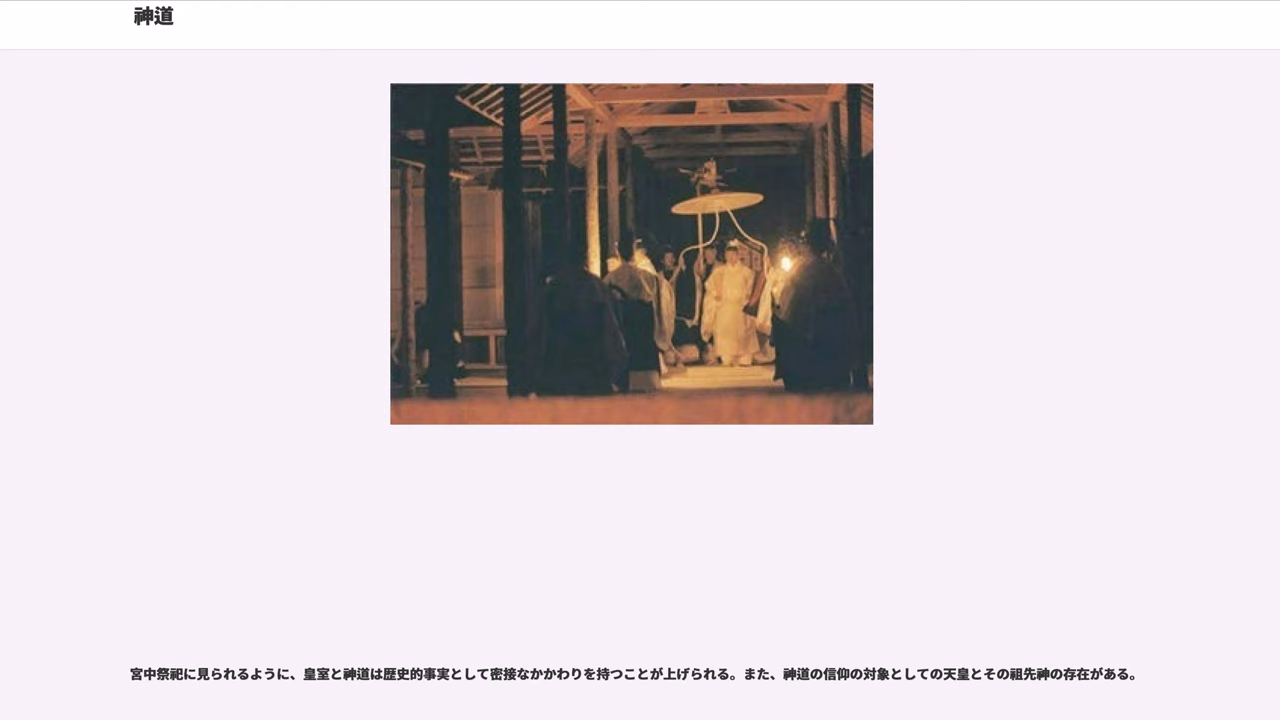 神道
宮中祭祀に見られるように、皇室と神道は歴史的事実として密接なかかわりを持つことが上げられる。また、神道の信仰の対象としての天皇とその祖先神の存在がある。